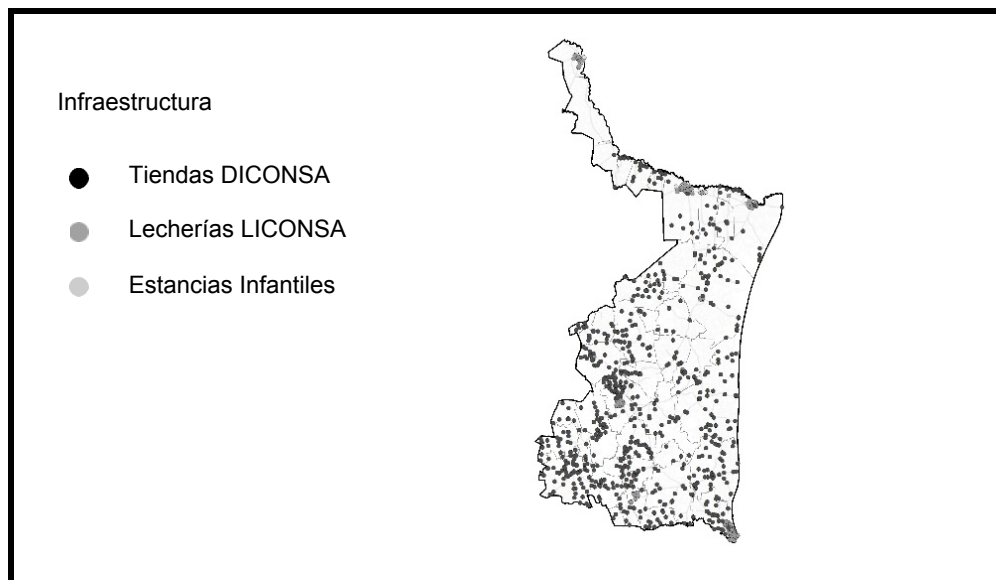 Infraestructura
Tiendas DICONSA
Lecherías LICONSA
Estancias Infantiles